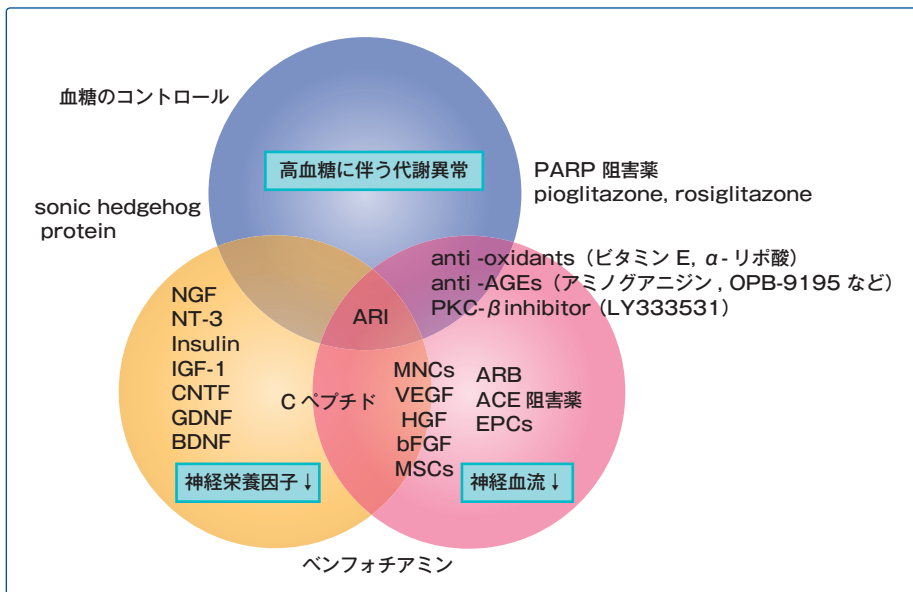 血糖のコントロール
高血糖に伴う代謝異常
PARP 阻害薬
pioglitazone, rosiglitazone
sonic hedgehog
protein
anti -oxidants（ビタミン E, α- リポ酸）
anti -AGEs（アミノグアニジン , OPB-9195 など）
PKC-β inhibitor（LY333531）
NGF
NT-3
Insulin
IGF-1
CNTF
GDNF
BDNF
ARI
C ペプチド
MNCs
VEGF
HGF
bFGF
MSCs
ARB
ACE 阻害薬
EPCs
神経栄養因子↓
神経血流↓
ベンフォチアミン